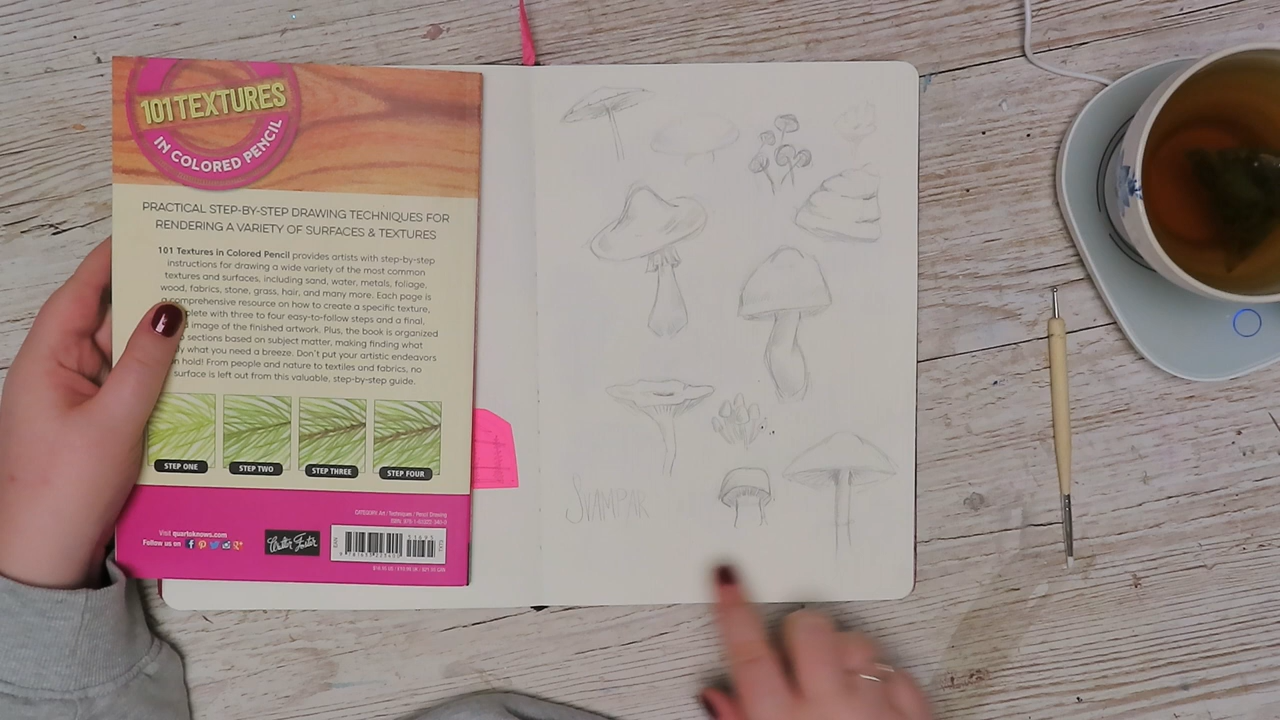 101 TEXTURES
IN COLORED PENCIL
PRACTICAL STEP-BY-STEP DRAWING TECHNIQUES FOR
RENDERING A VARIETY OF SURFACES & TEXTURES
101 Textures in Colored Pencil provides artists with step-by-step
instructions for drawing a wide variety of the most common
textures and surfaces, including sand, water, metals, foliage,
wood, fabrics, stone, grass, hair, and many more. Each page is
a comprehensive resource on how to create a specific texture,
with three to four easy-to-follow steps and a final,
image of the finished artwork. Plus, the book is organized
sections based on subject matter, making finding what
what you need a breeze. Don't put your artistic endeavors
hold! From people and nature to textiles and fabrics, no
surface is left out from this valuable, step-by-step guide.
STEP ONE
STEP TWO
STEP THREE
STEP FOUR
CATEGORY: Art / Techniques / Pencil Drawing
Visit quartoknows.com
Follow us on
Walter Foster
EAN
SVAMPAR